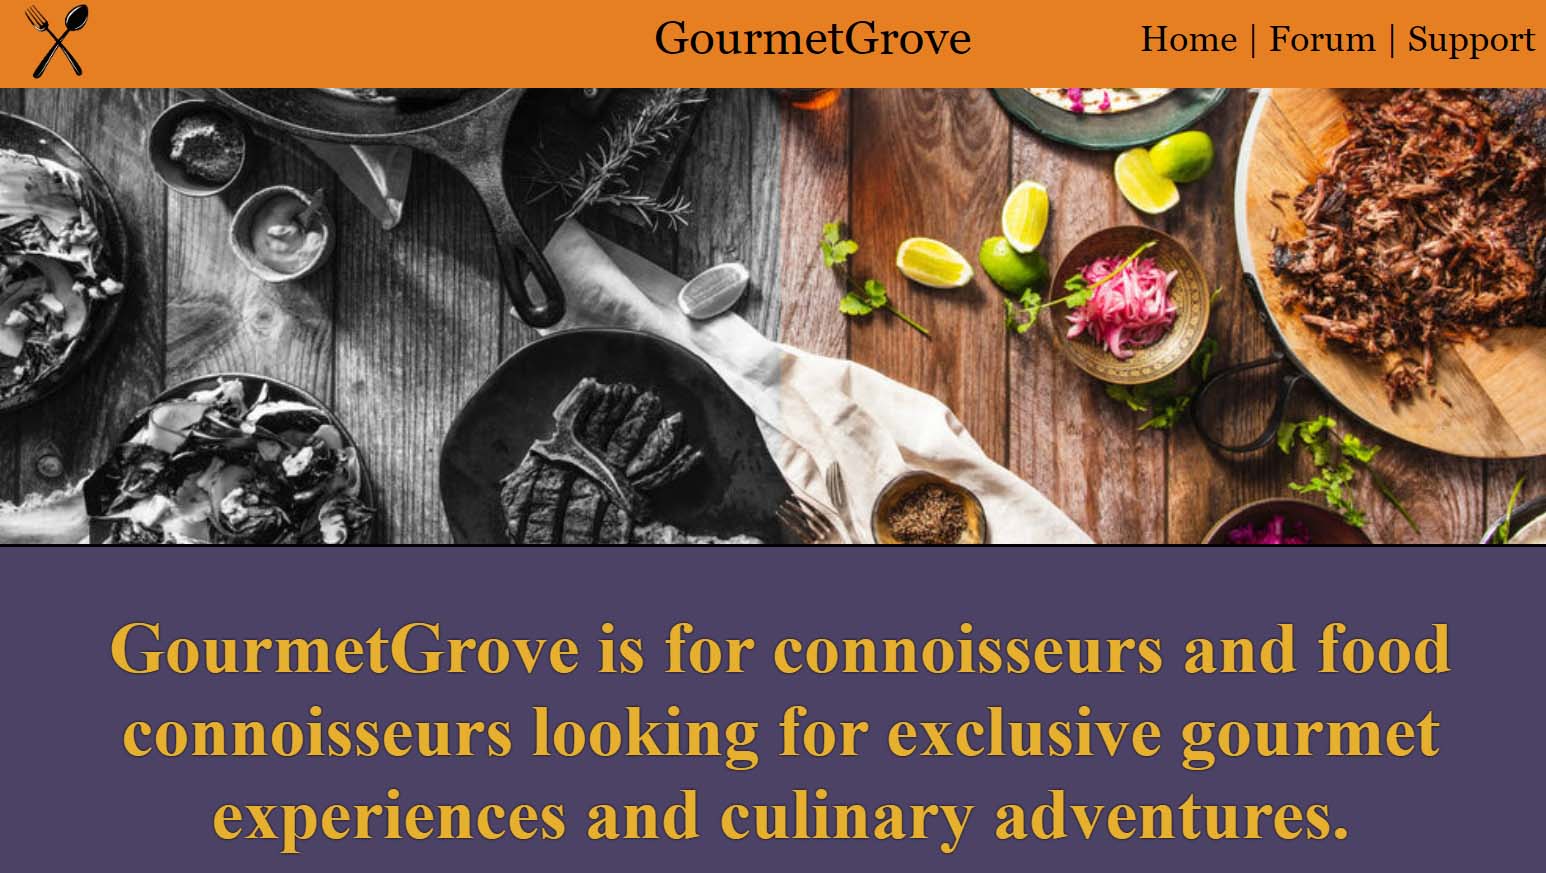 GourmetGrove
Home | Forum | Support
GourmetGrove is for connoisseurs and food
connoisseurs looking for exclusive gourmet
experiences and culinary adventures.